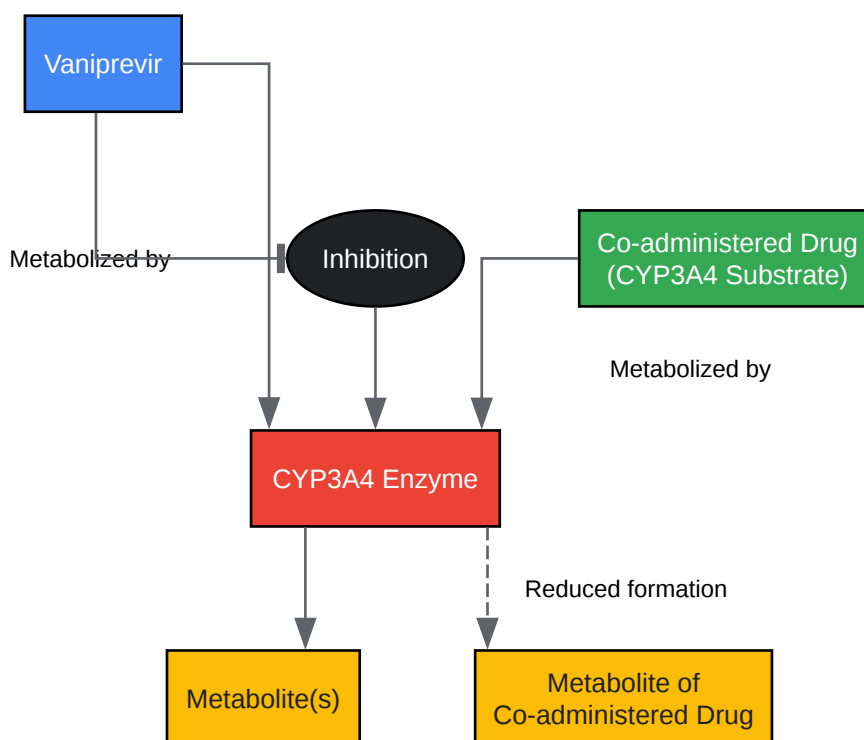 Vaniprevir
Metabolized by
Inhibition
Co-administered Drug
(CYP3A4 Substrate)
Metabolized by
CYP3A4 Enzyme
Reduced formation
Metabolite(s)
Metabolite of
Co-administered Drug